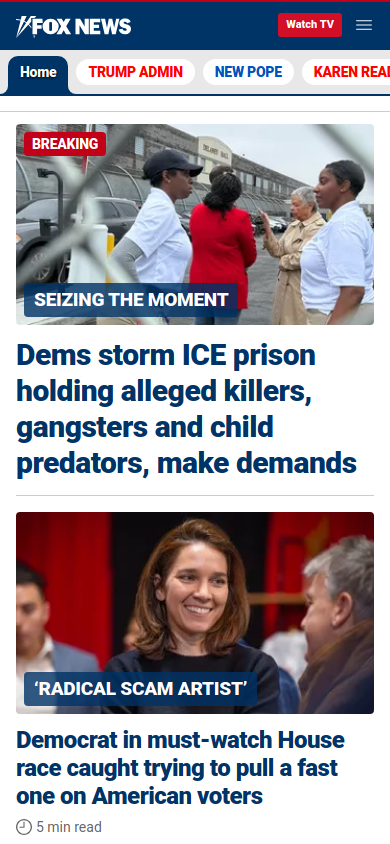 FOX NEWS
Watch TV
Home
TRUMP ADMIN
NEW POPE
KAREN READ
BREAKING
SEIZING THE MOMENT
Dems storm ICE prison
holding alleged killers,
gangsters and child
predators, make demands
‘RADICAL SCAM ARTIST’
Democrat in must-watch House
race caught trying to pull a fast
one on American voters
5 min read